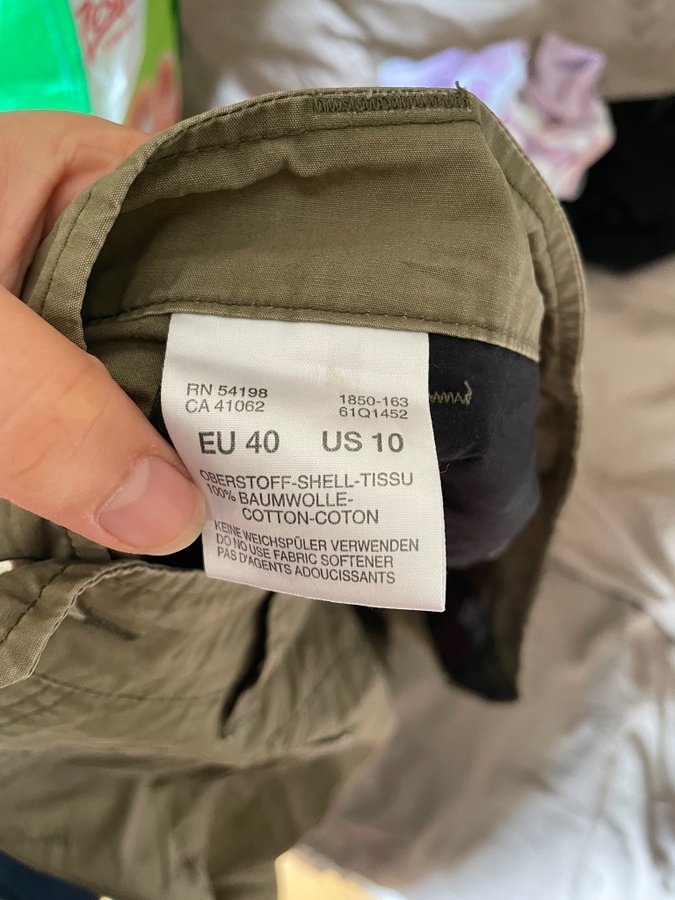 RN 54198
CA 41062
1850-163
61Q1452
EU 40 US 10
OBERSTOFF-SHELL-TISSU
100% BAUMWOLLE-
COTTON-COTON
KEINE WEICHSPÜLER VERWENDEN
DO NO USE FABRIC SOFTENER
PAS D'AGENTS ADOUCISSANTS